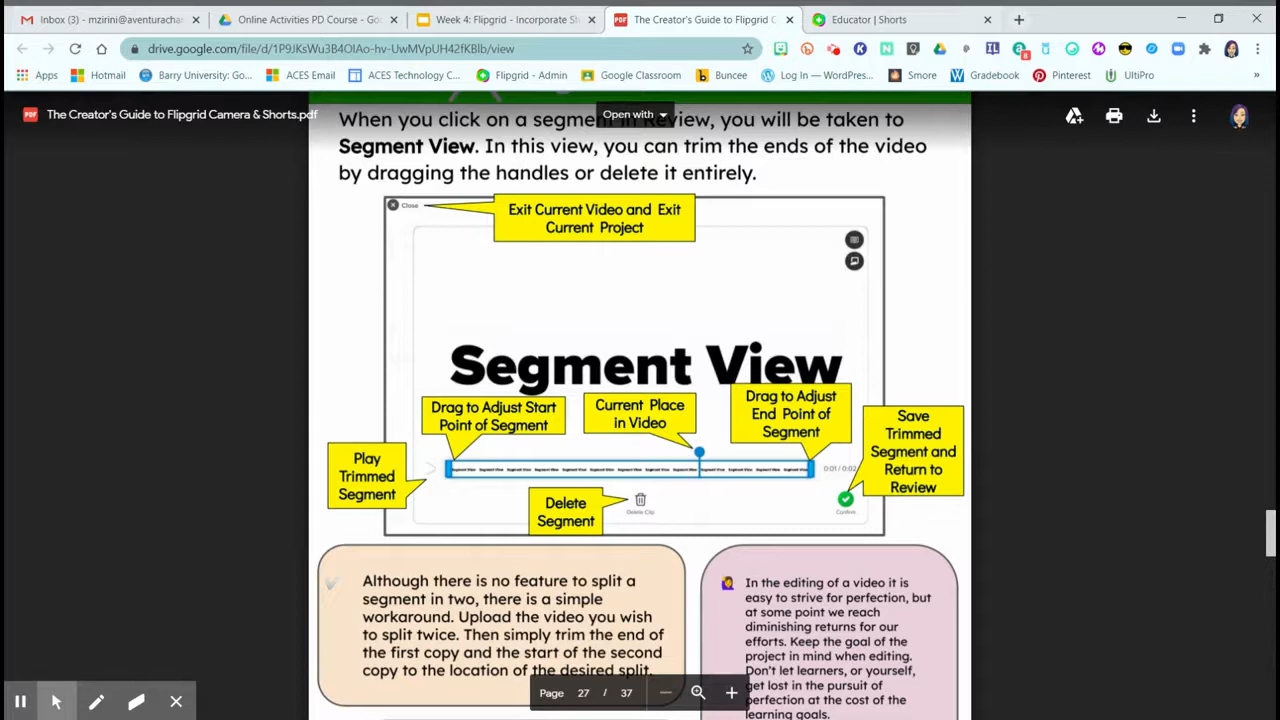 Inbox (3) - mzirini@aventurachar
Online Activities PD Course - Goo
Week 4: Flipgrid - Incorporate Sh
The Creator's Guide to Flipgrid C
Educator | Shorts
drive.google.com/file/d/1P9JKsWu3B4OIAo-hv-UwMVpUH42fKBlb/view
Apps
Hotmail
Barry University: Go...
ACES Email
ACES Technology C...
Flipgrid - Admin
Google Classroom
Buncee
Log In — WordPres...
Smore
Gradebook
Pinterest
UltiPro
»
PDF
The Creator's Guide to Flipgrid Camera & Shorts.pdf
Open with
When you click on a segment in Review, you will be taken to
Segment View. In this view, you can trim the ends of the video
by dragging the handles or delete it entirely.
Close
Exit Current Video and Exit
Current Project
Segment View
Drag to Adjust Start
Point of Segment
Current Place
in Video
Drag to Adjust
End Point of
Segment
Save
Trimmed
Segment and
Return to
Review
Play
Trimmed
Segment
0:01 / 0:02
Delete
Segment
Delete Clip
Confirm
Although there is no feature to split a
segment in two, there is a simple
workaround. Upload the video you wish
to split twice. Then simply trim the end of
the first copy and the start of the second
copy to the location of the desired split.
In the editing of a video it is
easy to strive for perfection, but
at some point we reach
diminishing returns for our
efforts. Keep the goal of the
project in mind when editing.
Don't let learners, or yourself,
get lost in the pursuit of
perfection at the cost of the
learning goals.
Page 27 / 37